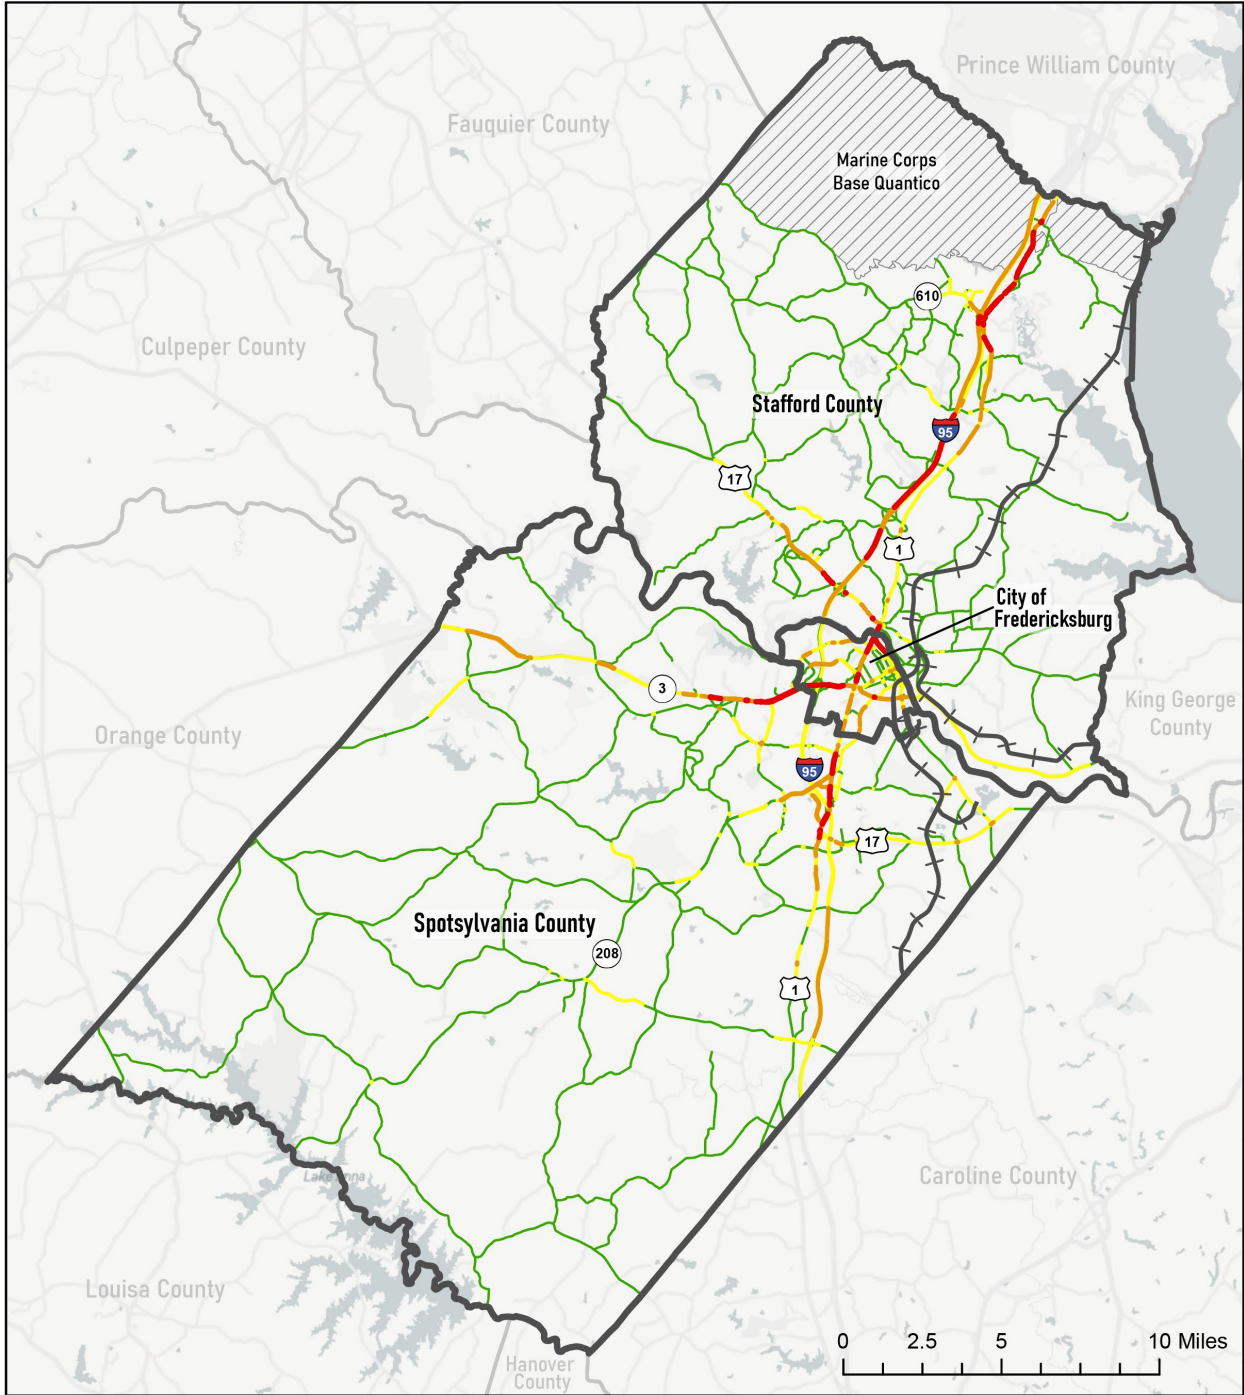 Prince William County
Fauquier County
Marine Corps
Base Quantico
610
Culpeper County
Stafford County
95
17
1
City of
Fredericksburg
3
King George
County
Orange County
95
17
Spotsylvania County
208
1
Caroline County
Lake Anna
Louisa County
0 2.5 5 10 Miles
Hanover
County